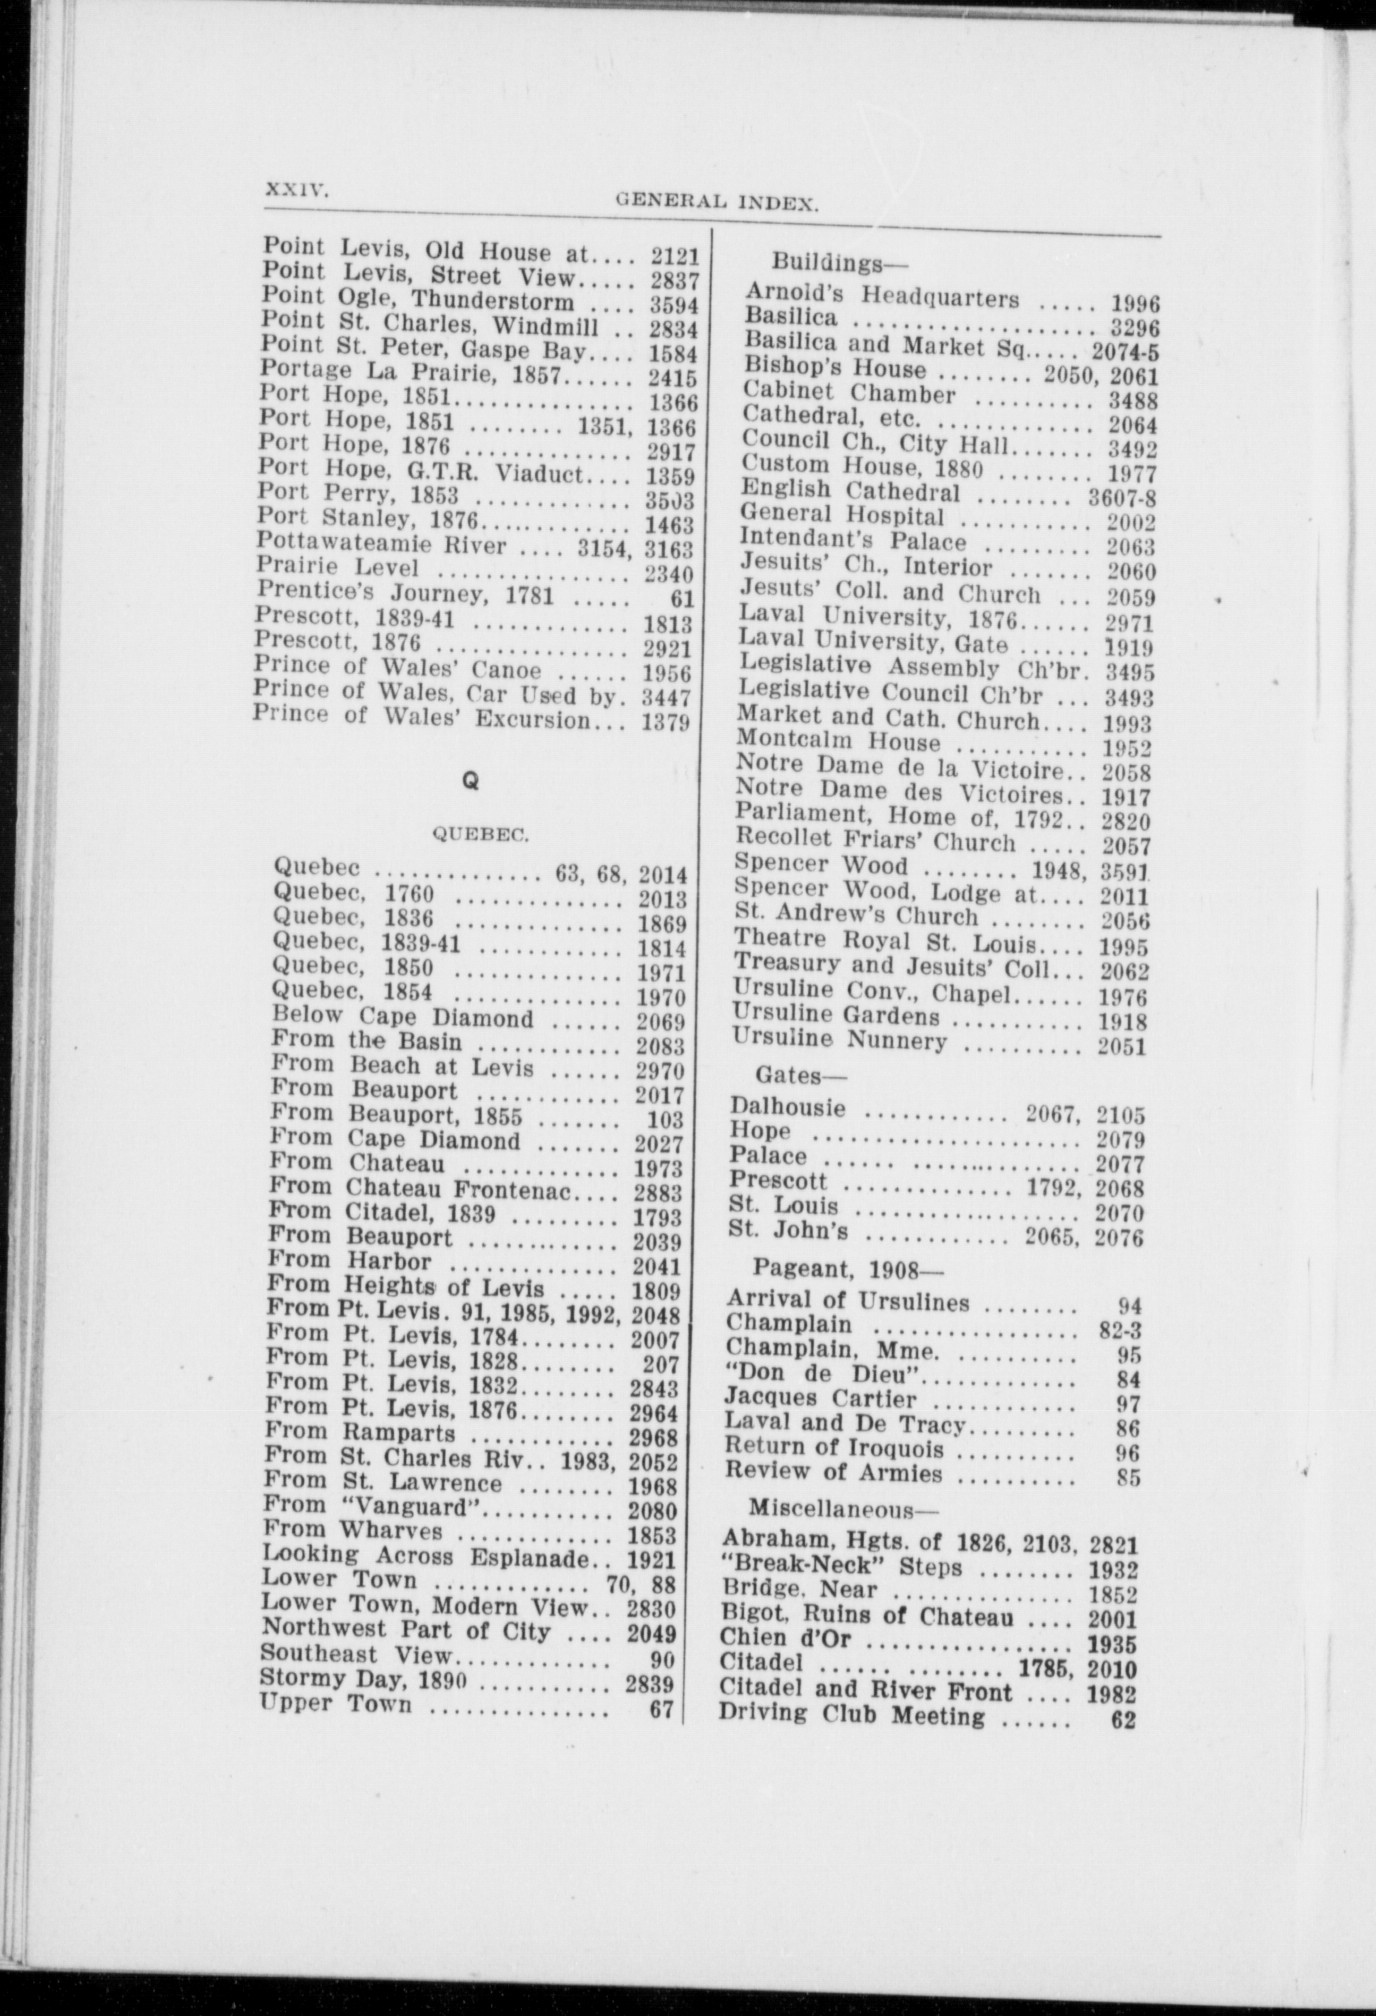 XXIV.
GENERAL INDEX.
Point Levis, Old House at.... 2121
Point Levis, Street View..... 2837
Point Ogle, Thunderstorm .... 3594
Point St. Charles, Windmill .. 2834
Point St. Peter, Gaspe Bay.... 1584
Portage La Prairie, 1857...... 2415
Port Hope, 1851............... 1366
Port Hope, 1851 ........ 1351, 1366
Port Hope, 1876 .............. 2917
Port Hope, G.T.R. Viaduct.... 1359
Port Perry, 1853 ............. 3503
Port Stanley, 1876............ 1463
Pottawateamie River .... 3154, 3163
Prairie Level ................ 2340
Prentice's Journey, 1781 ..... 61
Prescott, 1839-41 ............. 1813
Prescott, 1876 ................ 2921
Prince of Wales' Canoe ...... 1956
Prince of Wales, Car Used by. 3447
Prince of Wales' Excursion... 1379
Q
QUEBEC.
Quebec .............. 63, 68, 2014
Quebec, 1760 .............. 2013
Quebec, 1836 .............. 1869
Quebec, 1839-41 ............ 1814
Quebec, 1850 .............. 1971
Quebec, 1854 .............. 1970
Below Cape Diamond ...... 2069
From the Basin ............ 2083
From Beach at Levis ...... 2970
From Beauport ............ 2017
From Beauport, 1855 ....... 103
From Cape Diamond ....... 2027
From Chateau ............. 1973
From Chateau Frontenac.... 2883
From Citadel, 1839 ......... 1793
From Beauport ............ 2039
From Harbor .............. 2041
From Heights of Levis ..... 1809
From Pt. Levis. 91, 1985, 1992, 2048
From Pt. Levis, 1784........ 2007
From Pt. Levis, 1828........ 207
From Pt. Levis, 1832........ 2843
From Pt. Levis, 1876........ 2964
From Ramparts ............ 2968
From St. Charles Riv.. 1983, 2052
From St. Lawrence ........ 1968
From "Vanguard"........... 2080
From Wharves ............. 1853
Looking Across Esplanade.. 1921
Lower Town ............. 70, 88
Lower Town, Modern View.. 2830
Northwest Part of City .... 2049
Southeast View............. 90
Stormy Day, 1890 ........... 2839
Upper Town ............... 67
Buildings—
Arnold's Headquarters ..... 1996
Basilica .................... 3296
Basilica and Market Sq..... 2074-5
Bishop's House ........ 2050, 2061
Cabinet Chamber .......... 3488
Cathedral, etc. ............. 2064
Council Ch., City Hall....... 3492
Custom House, 1880 ........ 1977
English Cathedral ........ 3607-8
General Hospital ........... 2002
Intendant's Palace ......... 2063
Jesuits' Ch., Interior ....... 2060
Jesuts' Coll. and Church ... 2059
Laval University, 1876...... 2971
Laval University, Gate ...... 1919
Legislative Assembly Ch'br. 3495
Legislative Council Ch'br ... 3493
Market and Cath. Church.... 1993
Montcalm House ........... 1952
Notre Dame de la Victoire.. 2058
Notre Dame des Victoires.. 1917
Parliament, Home of, 1792.. 2820
Recollet Friars' Church ..... 2057
Spencer Wood ........ 1948, 3591
Spencer Wood, Lodge at.... 2011
St. Andrew's Church ........ 2056
Theatre Royal St. Louis.... 1995
Treasury and Jesuits' Coll... 2062
Ursuline Conv., Chapel...... 1976
Ursuline Gardens ........... 1918
Ursuline Nunnery .......... 2051
Gates—
Dalhousie ............ 2067, 2105
Hope ...................... 2079
Palace ...... .............. 2077
Prescott .............. 1792, 2068
St. Louis ................... 2070
St. John's ............ 2065, 2076
Pageant, 1908—
Arrival of Ursulines ........ 94
Champlain ................. 82-3
Champlain, Mme. .......... 95
"Don de Dieu"............. 84
Jacques Cartier ............ 97
Laval and De Tracy......... 86
Return of Iroquois .......... 96
Review of Armies .......... 85
Miscellaneous—
Abraham, Hgts. of 1826, 2103, 2821
"Break-Neck" Steps ........ 1932
Bridge. Near ............... 1852
Bigot, Ruins of Chateau .... 2001
Chien d'Or ................. 1935
Citadel ...... ........ 1785, 2010
Citadel and River Front .... 1982
Driving Club Meeting ...... 62